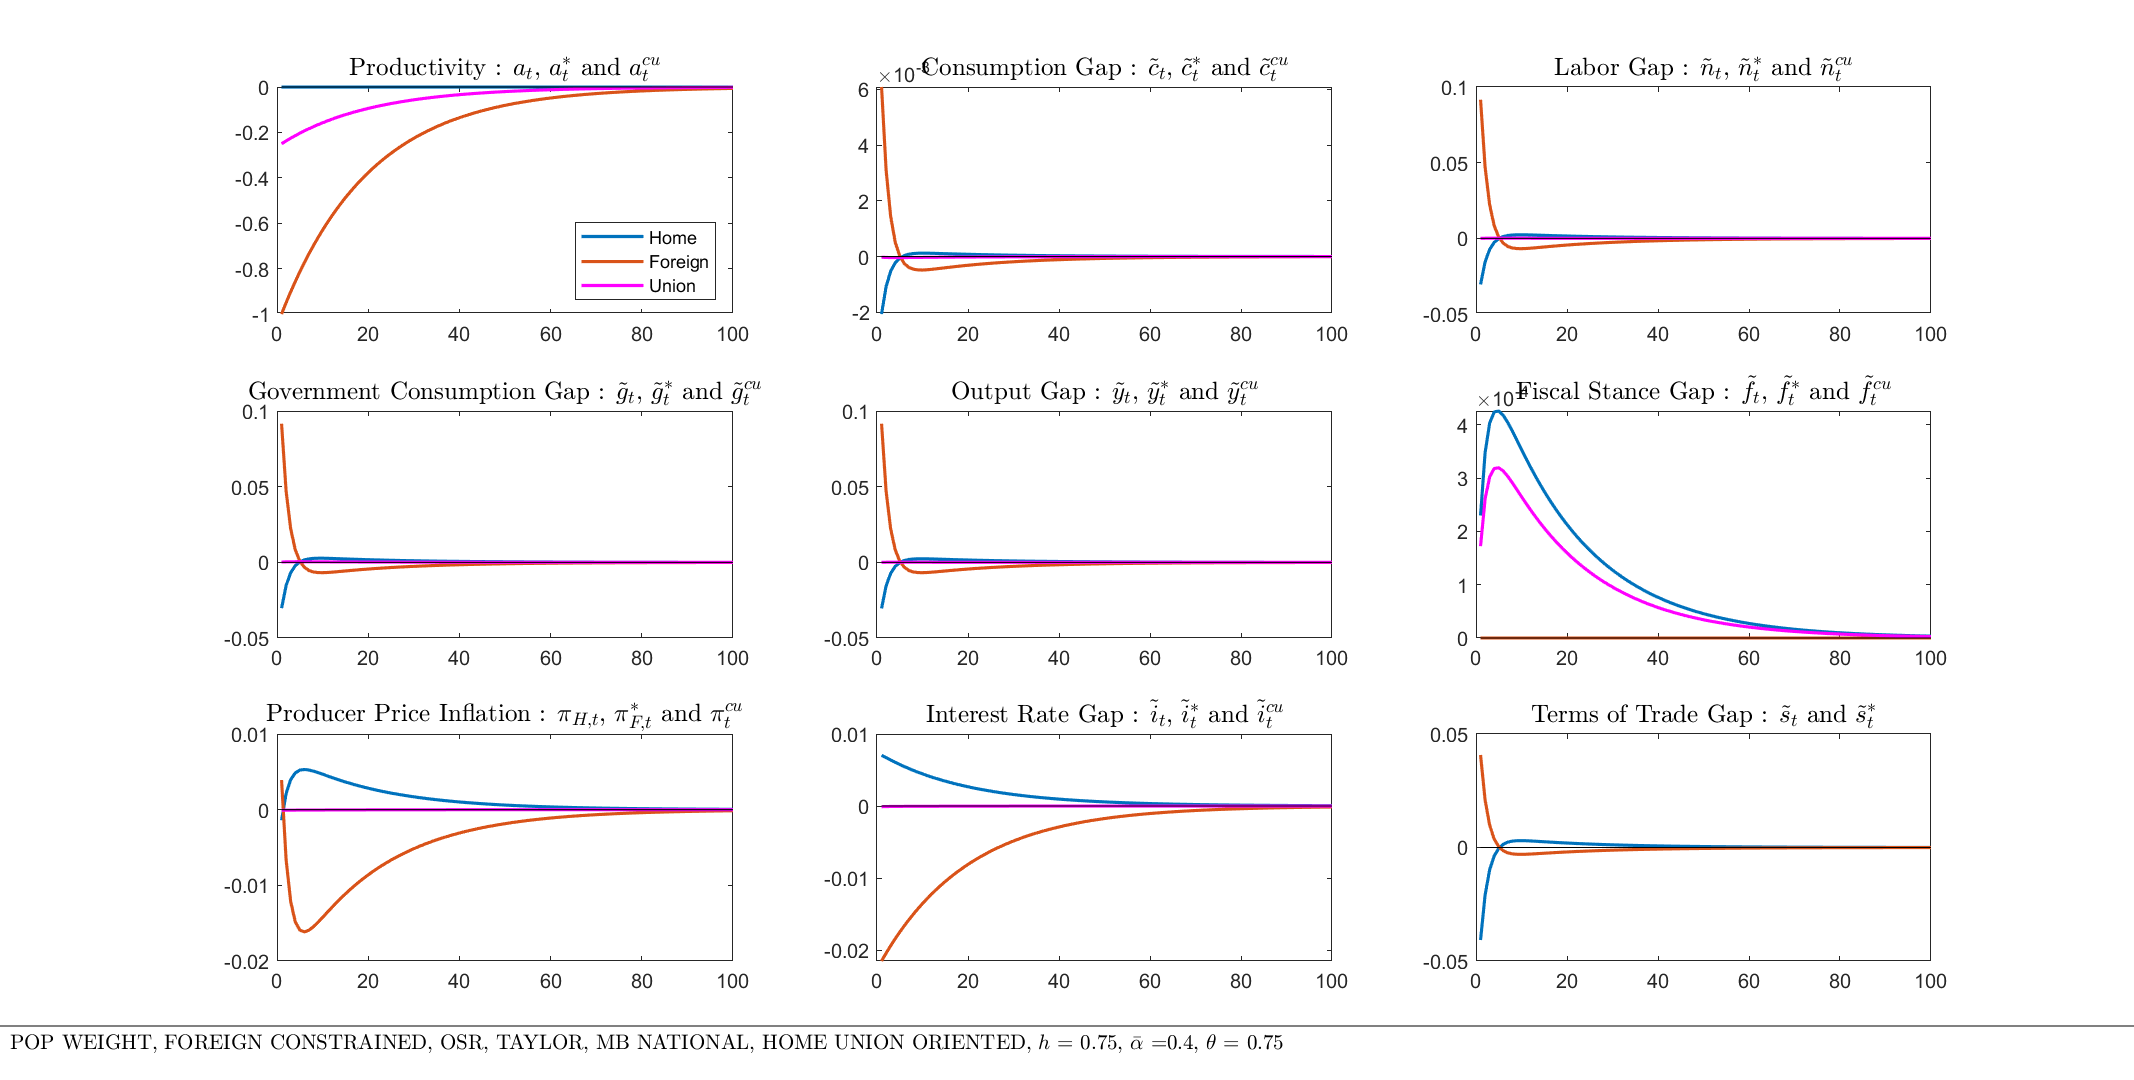 Productivity : a_t, a_t^* and a_t^{cu}
0
-0.2
-0.4
-0.6
-0.8
-1
0 20 40 60 80 100
Home
Foreign
Union
Consumption Gap : c̃_t, c̃_t^* and c̃_t^{cu}
6
4
2
0
-2
0 20 40 60 80 100
Labor Gap : ñ_t, ñ_t^* and ñ_t^{cu}
0.1
0.05
0
-0.05
0 20 40 60 80 100
Government Consumption Gap : g̃_t, g̃_t^* and g̃_t^{cu}
0.1
0.05
0
-0.05
0 20 40 60 80 100
Output Gap : ỹ_t, ỹ_t^* and ỹ_t^{cu}
0.1
0.05
0
-0.05
0 20 40 60 80 100
Fiscal Stance Gap : f̃_t, f̃_t^* and f̃_t^{cu}
4
3
2
1
0
0 20 40 60 80 100
Producer Price Inflation : π_{H,t}, π_{F,t}^* and π_t^{cu}
0.01
0
-0.01
-0.02
0 20 40 60 80 100
Interest Rate Gap : ĩ_t, ĩ_t^* and ĩ_t^{cu}
0.01
0
-0.01
-0.02
0 20 40 60 80 100
Terms of Trade Gap : s̃_t and s̃_t^*
0.05
0
-0.05
0 20 40 60 80 100
POP WEIGHT, FOREIGN CONSTRAINED, OSR, TAYLOR, MB NATIONAL, HOME UNION ORIENTED, h = 0.75, ᾱ =0.4, θ = 0.75